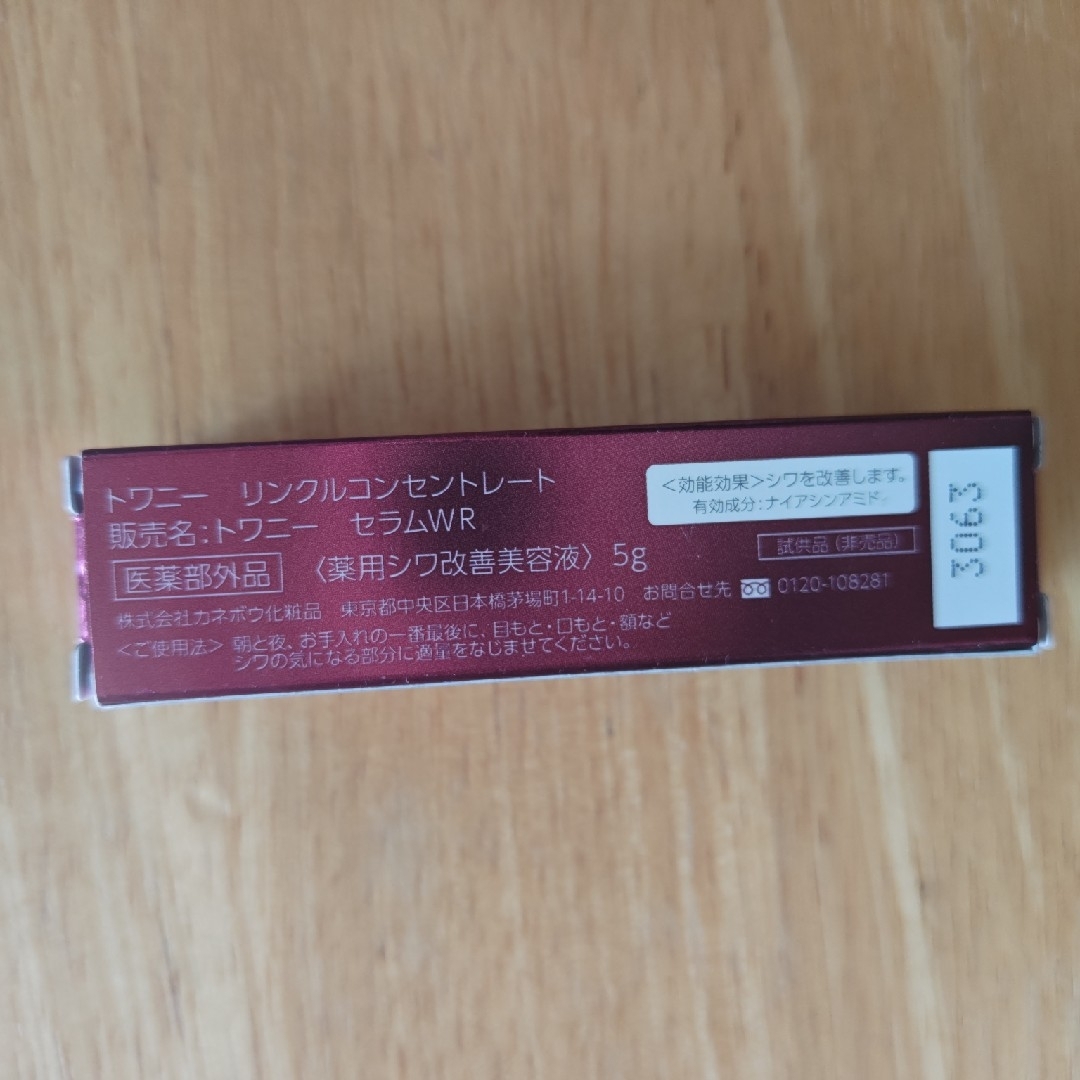 トワニー　リンクルコンセントレート
販売名:トワニー　セラムWR
医薬部外品 〈薬用シワ改善美容液〉 5g
株式会社カネボウ化粧品　東京都中央区日本橋茅場町1-14-10　お問合せ先 0120-108281
<ご使用法> 朝と夜、お手入れの一番最後に、目もと・口もと・額など
シワの気になる部分に適量をなじませてください。
<効能効果>シワを改善します。
有効成分:ナイアシンアミド
試供品(非売品)
3063